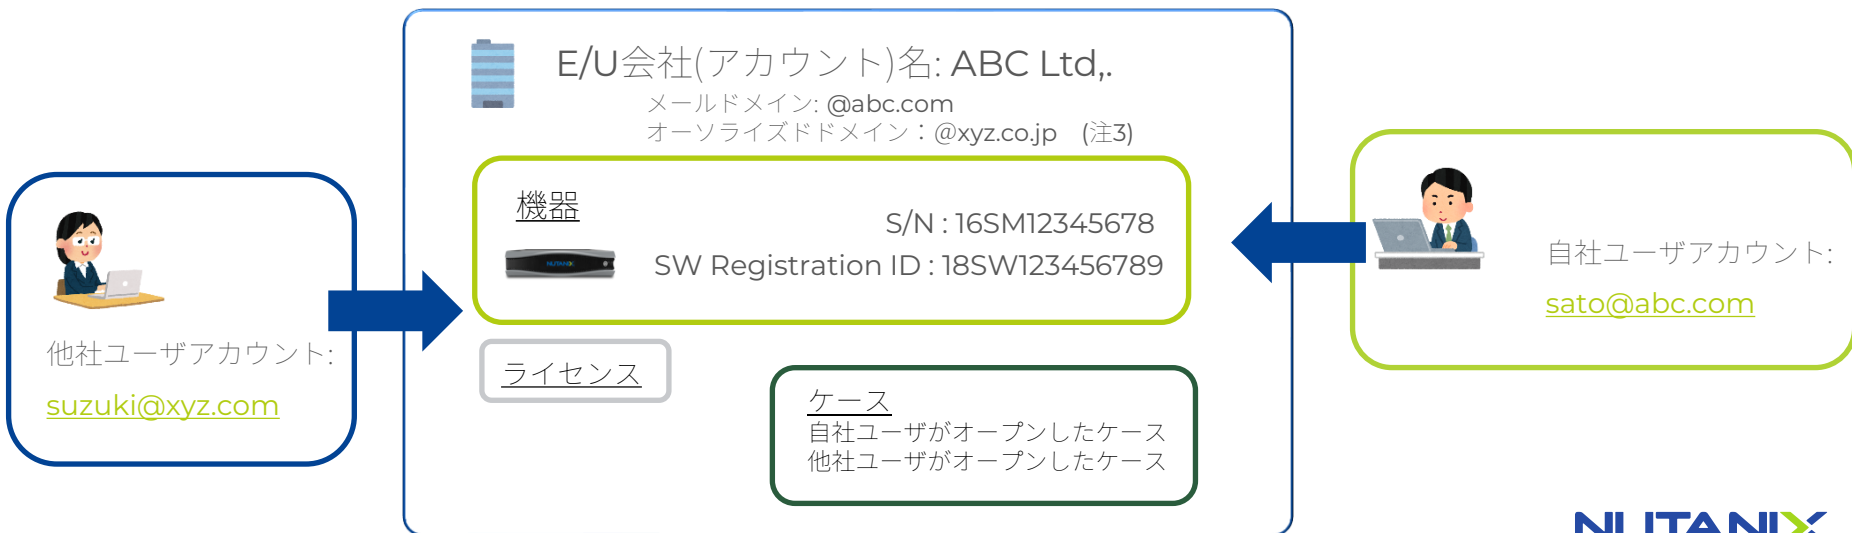 E/U会社(アカウント)名: ABC Ltd,.
メールドメイン: @abc.com
オーソライズドドメイン：@xyz.co.jp (注3)
機器
S/N : 16SM12345678
NUTANIX
SW Registration ID : 18SW123456789
ライセンス
ケース
自社ユーザがオープンしたケース
他社ユーザがオープンしたケース
他社ユーザアカウント:
suzuki@xyz.com
自社ユーザアカウント:
sato@abc.com
NUTANIX